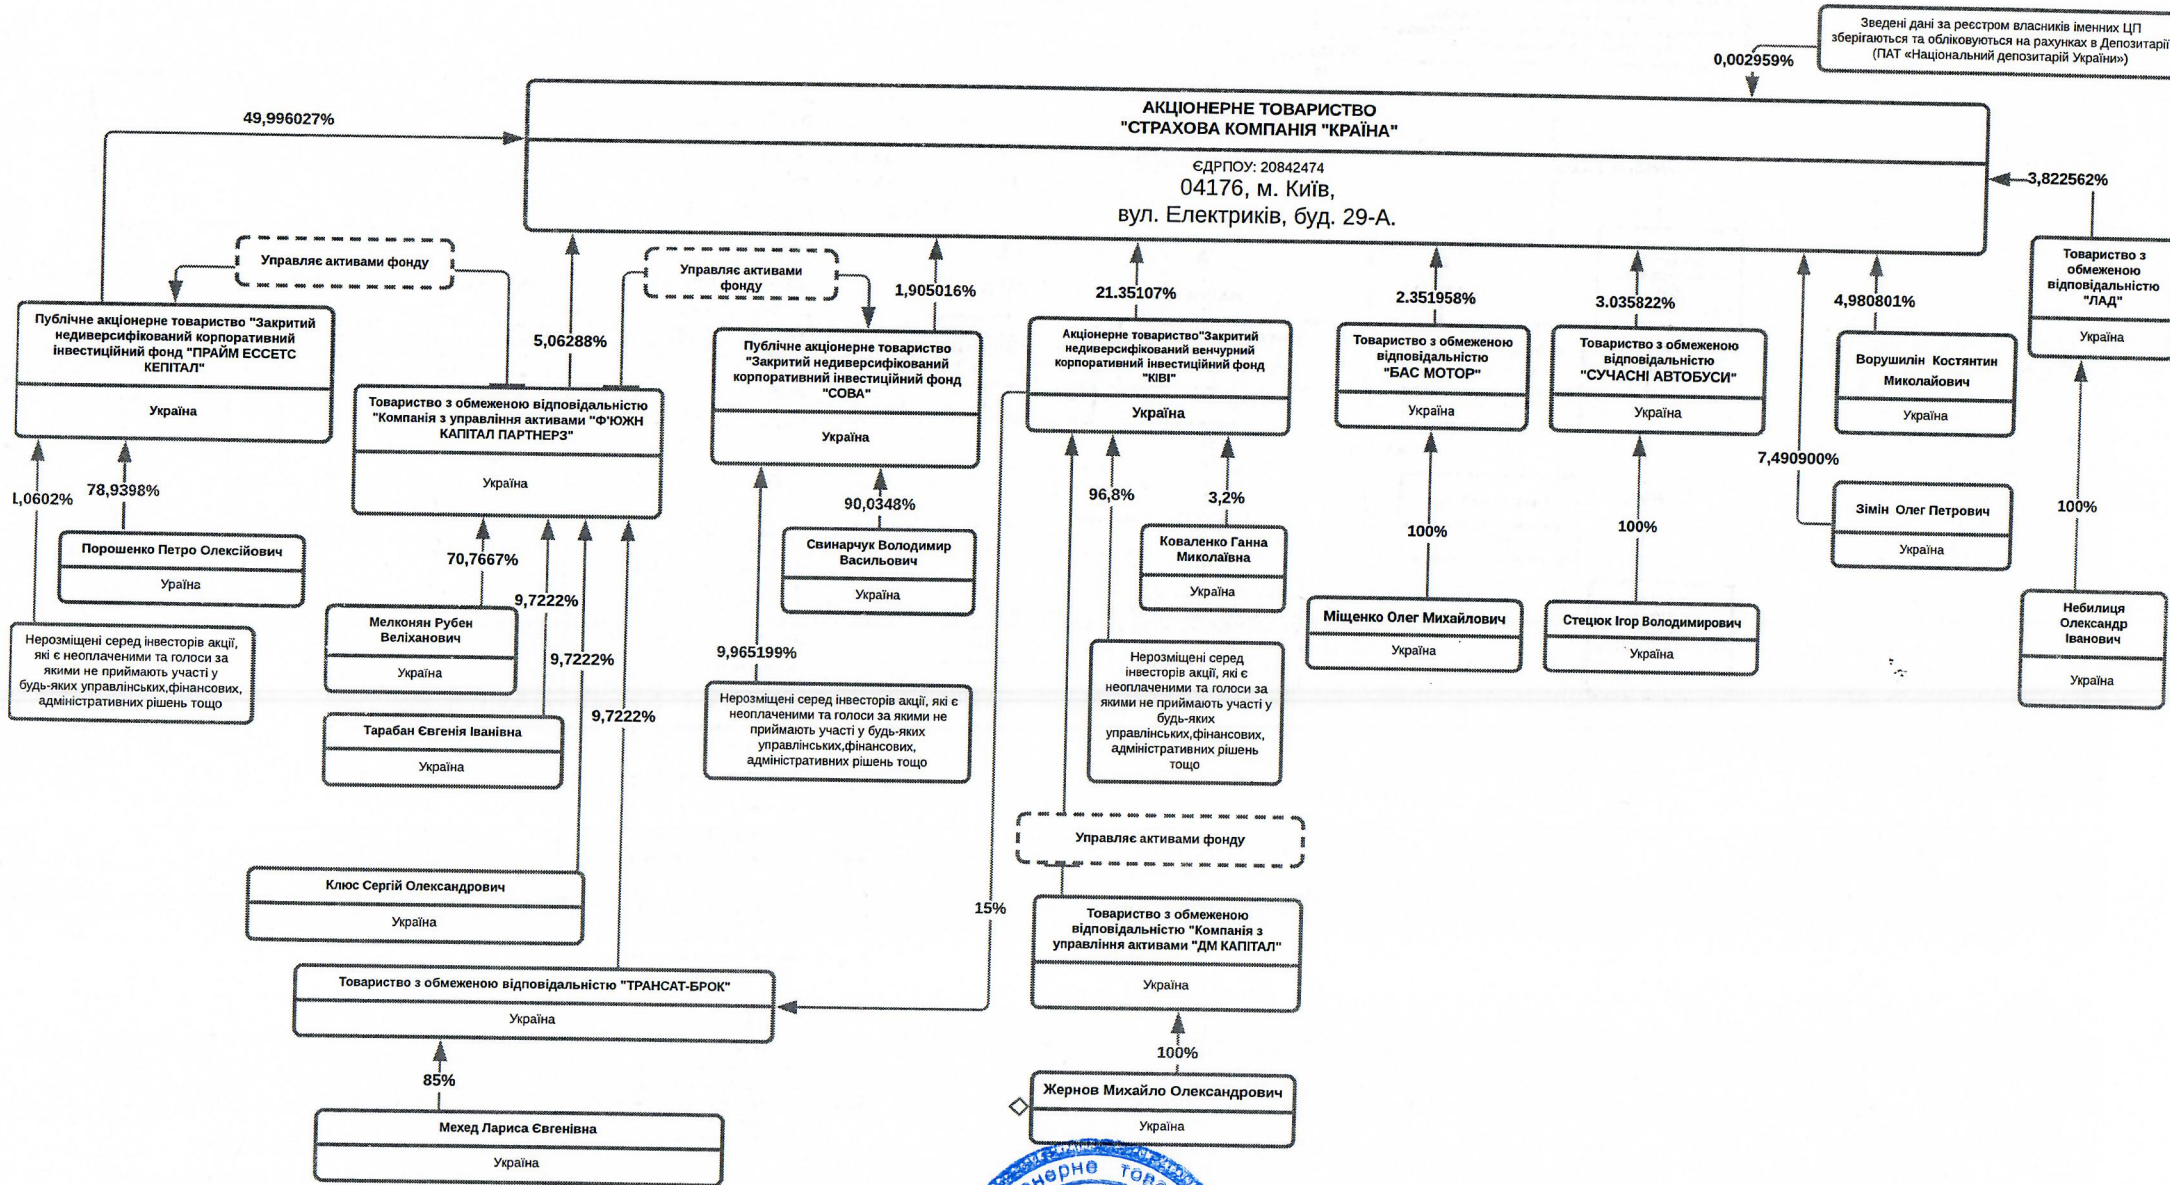 Зведені дані за реєстром власників іменних ЦП
зберігаються та обліковуються на рахунках в Депозитарії
(ПАТ «Національний депозитарій України»)
0,002959%
АКЦІОНЕРНЕ ТОВАРИСТВО
"СТРАХОВА КОМПАНІЯ "КРАЇНА"
ЄДРПОУ: 20842474
04176, м. Київ,
вул. Електриків, буд. 29-А.
49,996027%
3,822562%
Управляє активами фонду
Управляє активами
фонду
5,06288%
1,905016%
21.35107%
2.351958%
3.035822%
4,980801%
7,490900%
Публічне акціонерне товариство "Закритий
недиверсифікований корпоративний
інвестиційний фонд "ПРАЙМ ЕССЕТС
КЕПІТАЛ"
Україна
Товариство з обмеженою відповідальністю
"Компанія з управління активами "Ф'ЮЖН
КАПІТАЛ ПАРТНЕРЗ"
Україна
Публічне акціонерне товариство
"Закритий недиверсифікований
корпоративний інвестиційний фонд
"СОВА"
Україна
Акціонерне товариство"Закритий
недиверсифікований венчурний
корпоративний інвестиційний фонд
"КІВІ"
Україна
Товариство з обмеженою
відповідальністю
"БАС МОТОР"
Україна
Товариство з обмеженою
відповідальністю
"СУЧАСНІ АВТОБУСИ"
Україна
Ворушилін Костянтин
Миколайович
Україна
Товариство з
обмеженою
відповідальністю
"ЛАД"
Україна
,0602%
78,9398%
Порошенко Петро Олексійович
Ураїна
Нерозміщені серед інвесторів акції,
які є неоплаченими та голоси за
якими не приймають участі у
будь-яких управлінських,фінансових,
адміністративних рішень тощо
70,7667%
9,7222%
9,7222%
9,7222%
Мелконян Рубен
Веліханович
Україна
Тарабан Євгенія Іванівна
Україна
Клюс Сергій Олександрович
Україна
Товариство з обмеженою відповідальністю "ТРАНСАТ-БРОК"
Україна
85%
Мехед Лариса Євгенівна
Україна
90,0348%
Свинарчук Володимир
Васильович
Україна
9,965199%
Нерозміщені серед інвесторів акції, які є
неоплаченими та голоси за якими не
приймають участі у будь-яких
управлінських,фінансових,
адміністративних рішень тощо
15%
96,8%
3,2%
Коваленко Ганна
Миколаївна
Україна
Нерозміщені серед
інвесторів акції, які є
неоплаченими та голоси за
якими не приймають участі у
будь-яких
управлінських,фінансових,
адміністративних рішень
тощо
Управляє активами фонду
Товариство з обмеженою
відповідальністю "Компанія з
управління активами "ДМ КАПІТАЛ"
Україна
100%
Жернов Михайло Олександрович
Україна
100%
Міщенко Олег Михайлович
Україна
100%
Стецюк Ігор Володимирович
Україна
Зімін Олег Петрович
Україна
100%
Небилиця
Олександр
Іванович
Україна